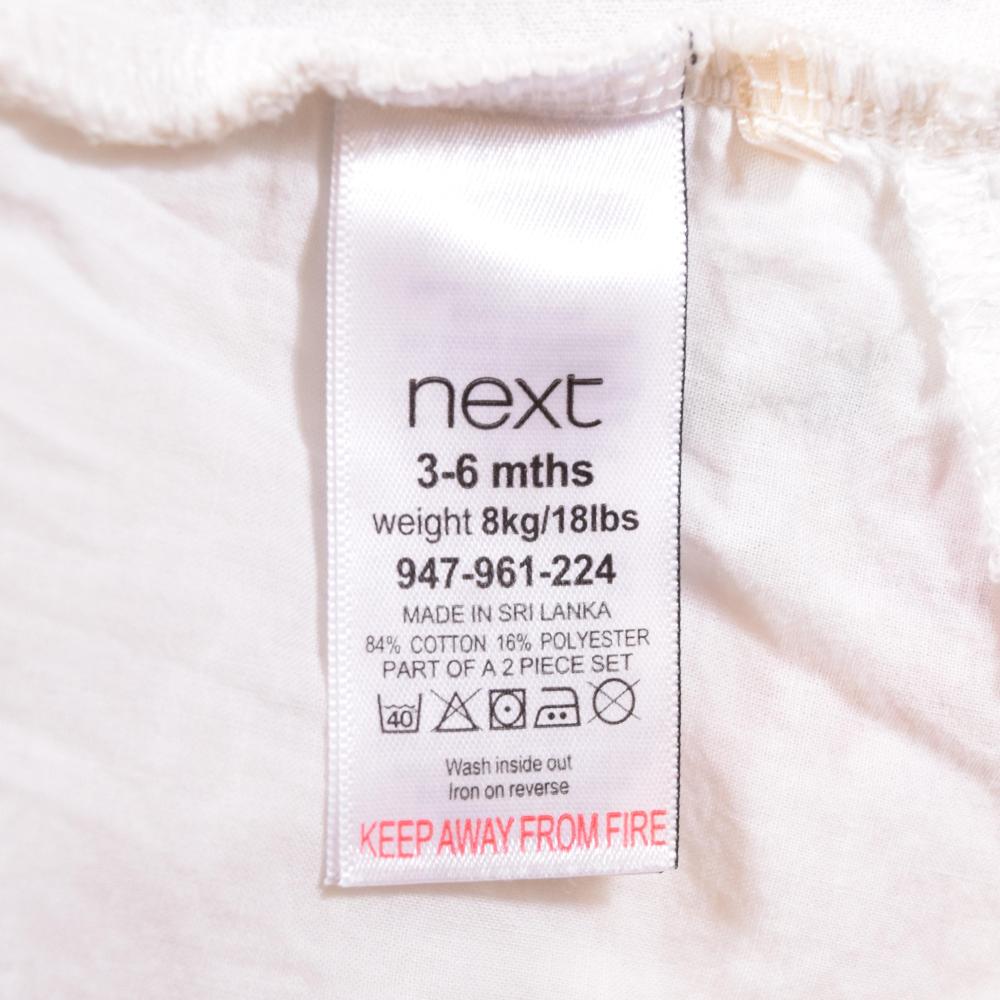 next
3-6 mths
weight 8kg/18lbs
947-961-224
MADE IN SRI LANKA
84% COTTON 16% POLYESTER
PART OF A 2 PIECE SET
40
Wash inside out
Iron on reverse
KEEP AWAY FROM FIRE